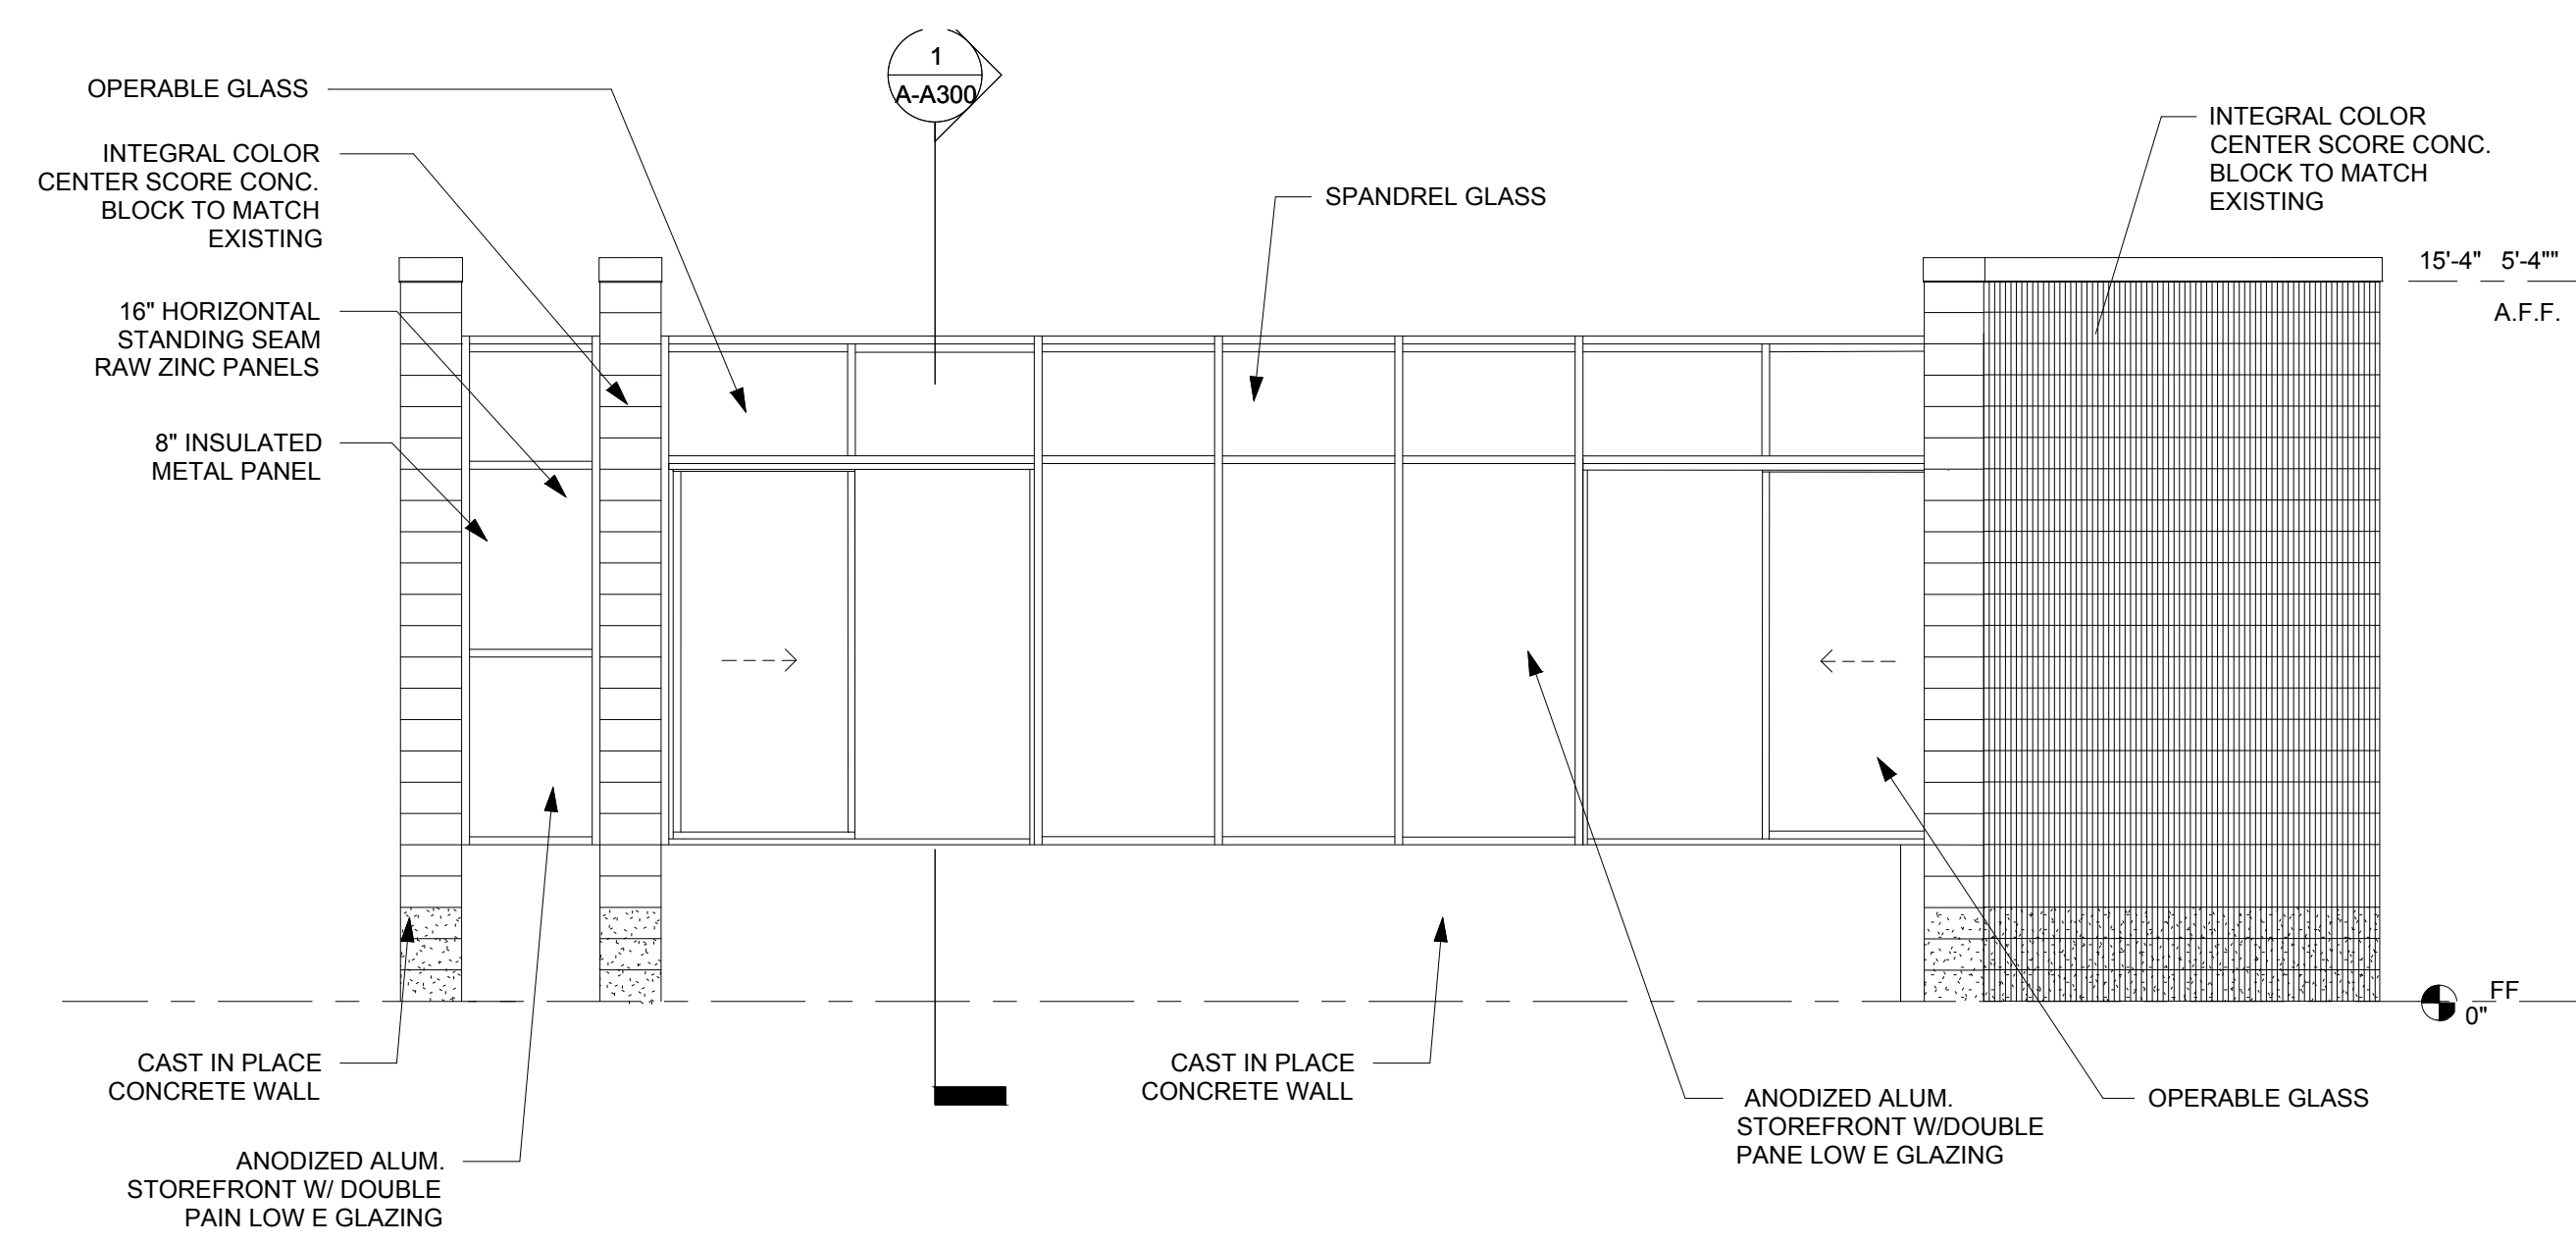 1
A-A300
OPERABLE GLASS
INTEGRAL COLOR
CENTER SCORE CONC.
BLOCK TO MATCH
EXISTING
16" HORIZONTAL
STANDING SEAM
RAW ZINC PANELS
8" INSULATED
METAL PANEL
SPANDREL GLASS
INTEGRAL COLOR
CENTER SCORE CONC.
BLOCK TO MATCH
EXISTING
15'-4" 5'-4""
A.F.F.
FF
0"
CAST IN PLACE
CONCRETE WALL
ANODIZED ALUM.
STOREFRONT W/ DOUBLE
PAIN LOW E GLAZING
CAST IN PLACE
CONCRETE WALL
ANODIZED ALUM.
STOREFRONT W/DOUBLE
PANE LOW E GLAZING
OPERABLE GLASS